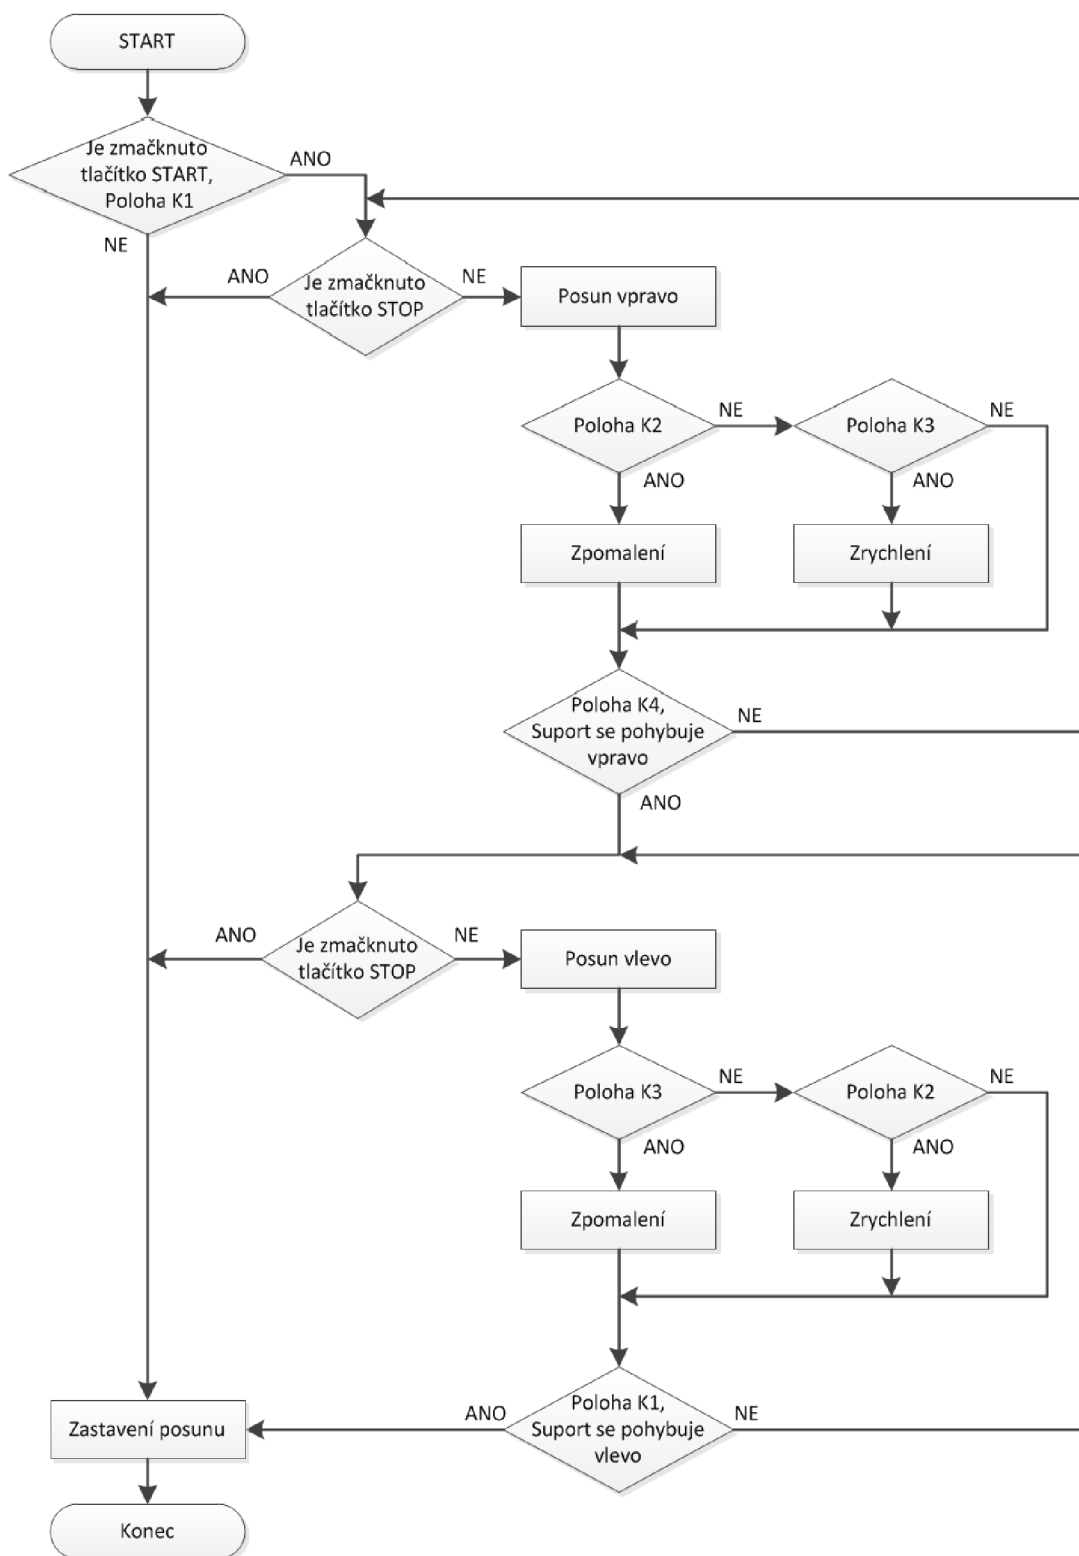 START
Je zmačknuto
tlačítko START,
Poloha K1
ANO
NE
ANO
Je zmačknuto
tlačítko STOP
NE
Posun vpravo
Poloha K2
NE
Poloha K3
NE
ANO
ANO
Zpomalení
Zrychlení
Poloha K4,
Suport se pohybuje
vpravo
NE
ANO
ANO
Je zmačknuto
tlačítko STOP
NE
Posun vlevo
Poloha K3
NE
Poloha K2
NE
ANO
ANO
Zpomalení
Zrychlení
Zastavení posunu
ANO
Poloha K1,
Suport se pohybuje
vlevo
NE
Konec